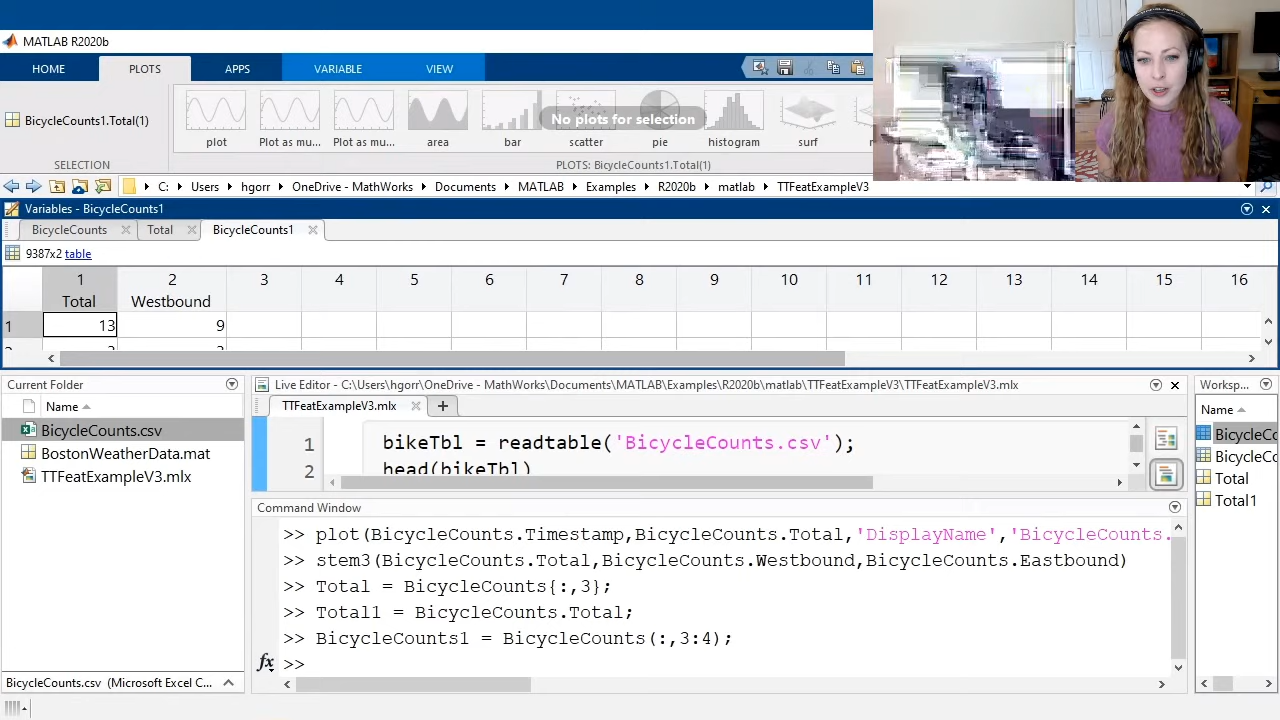 MATLAB R2020b
HOME PLOTS APPS VARIABLE VIEW
BicycleCounts1.Total(1)
No plots for selection
plot Plot as mu... Plot as mu... area bar scatter pie histogram surf
SELECTION PLOTS: BicycleCounts1.Total(1)
C: Users hgorr OneDrive - MathWorks Documents MATLAB Examples R2020b matlab TTFeatExampleV3
Variables - BicycleCounts1
BicycleCounts Total BicycleCounts1
9387x2 table
1 2 3 4 5 6 7 8 9 10 11 12 13 14 15 16
Total Westbound
1 13 9
Current Folder
Name
BicycleCounts.csv
BostonWeatherData.mat
TTFeatExampleV3.mlx
BicycleCounts.csv (Microsoft Excel C...
Live Editor - C:\Users\hgorr\OneDrive - MathWorks\Documents\MATLAB\Examples\R2020b\matlab\TTFeatExampleV3\TTFeatExampleV3.mlx
TTFeatExampleV3.mlx
1 bikeTbl = readtable('BicycleCounts.csv');
2 head(bikeTbl)
Command Window
>> plot(BicycleCounts.Timestamp,BicycleCounts.Total,'DisplayName','BicycleCounts.
>> stem3(BicycleCounts.Total,BicycleCounts.Westbound,BicycleCounts.Eastbound)
>> Total = BicycleCounts{:,3};
>> Total1 = BicycleCounts.Total;
>> BicycleCounts1 = BicycleCounts(:,3:4);
fx >>
Worksp...
Name
BicycleCo
BicycleCo
Total
Total1